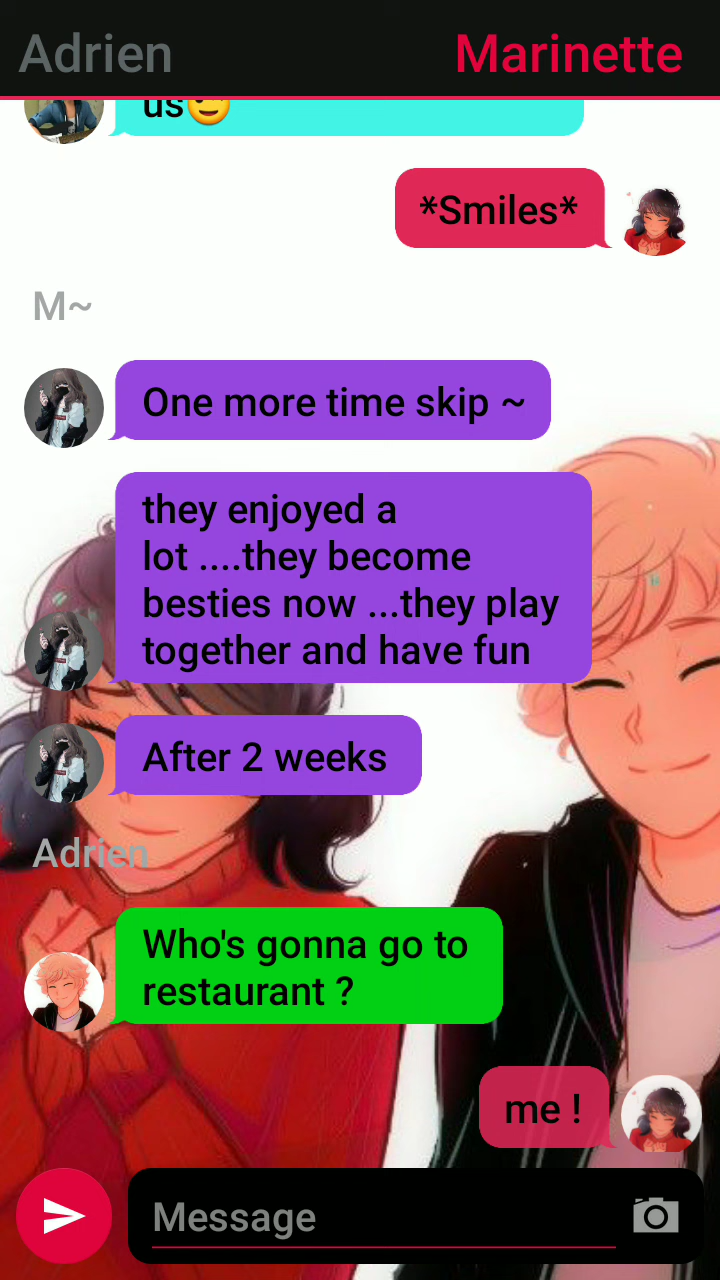 Adrien Marinette
us😉
*Smiles*
M~
One more time skip ~
they enjoyed a
lot ....they become
besties now ...they play
together and have fun
After 2 weeks
Adrien
Who's gonna go to
restaurant ?
me !
Message